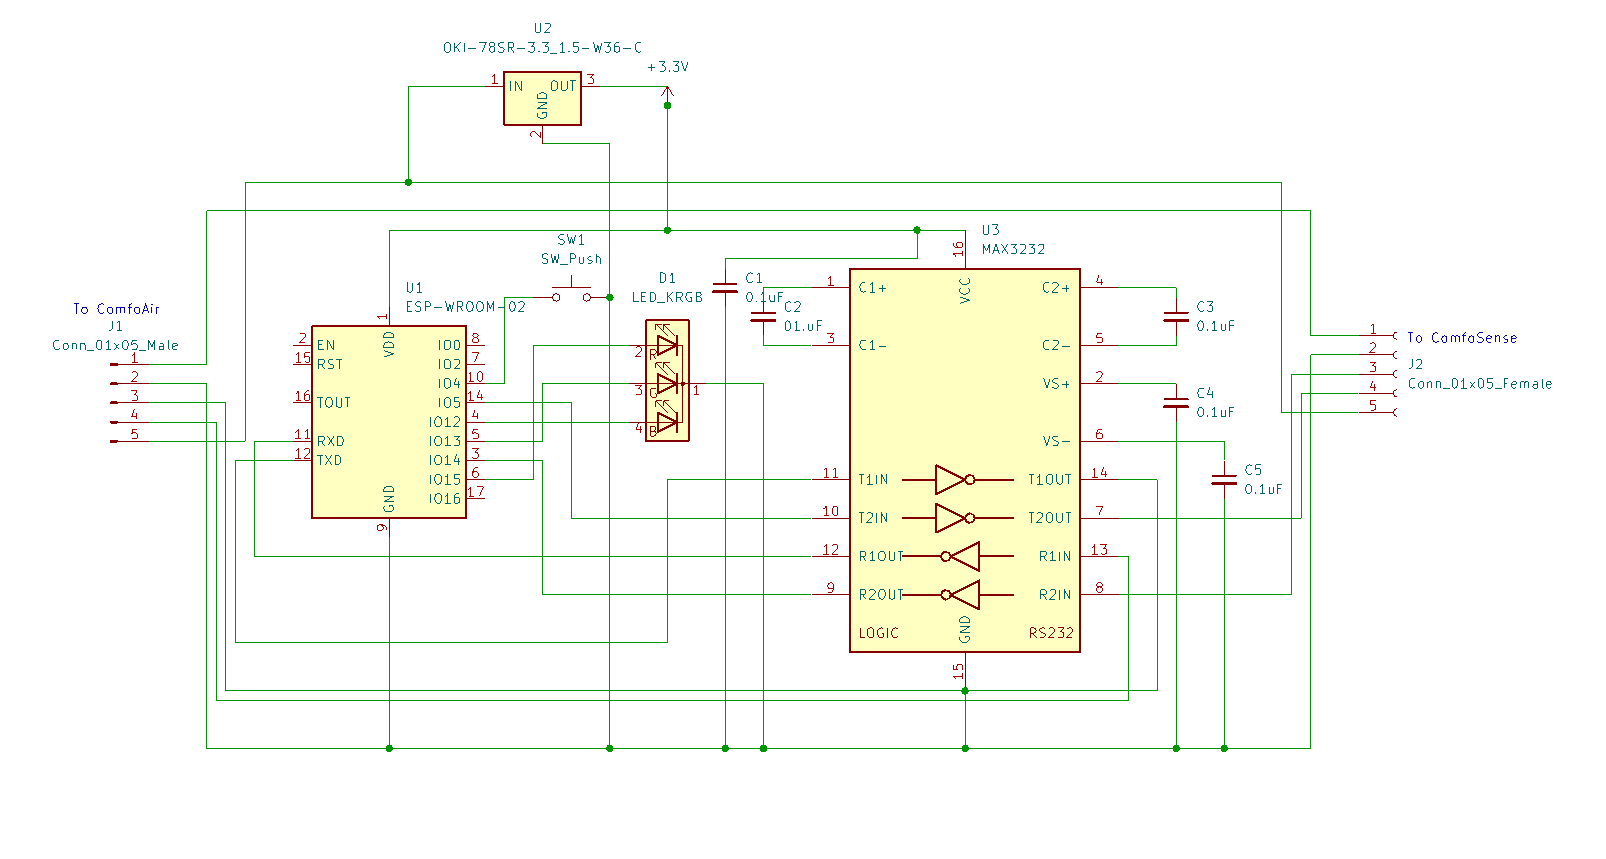 U2
OKI-78SR-3.3_1.5-W36-C
+3.3V
1 IN OUT 3
GND
2
SW1
SW_Push
U3
MAX3232
16
VCC
D1
LED_KRGB
C1
0.1uF
C2
01.uF
1 C1+
3 C1-
C2+ 4
C2- 5
C3
0.1uF
VS+ 2
C4
0.1uF
VS- 6
C5
0.1uF
11 T1IN T1OUT 14
10 T2IN T2OUT 7
12 R1OUT R1IN 13
9 R2OUT R2IN 8
LOGIC GND RS232
15
2 R
3 G 1
4 B
U1
ESP-WROOM-02
1
VDD
2 EN IO0 8
15 RST IO2 7
IO4 10
16 TOUT IO5 14
IO12 4
11 RXD IO13 5
12 TXD IO14 3
IO15 6
GND IO16 17
9
To ComfoAir
J1
Conn_01x05_Male
1
2
3
4
5
1
2
3
4
5
To ComfoSense
J2
Conn_01x05_Female